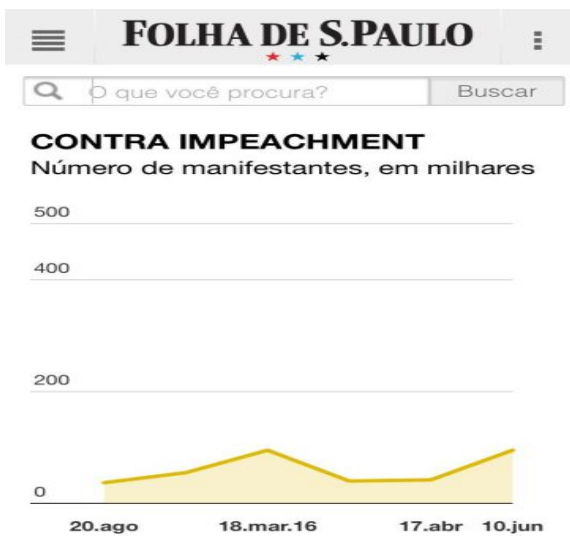 FOLHA DE S.PAULO
O que você procura? Buscar
CONTRA IMPEACHMENT
Número de manifestantes, em milhares
500
400
200
0
20.ago 18.mar.16 17.abr 10.jun